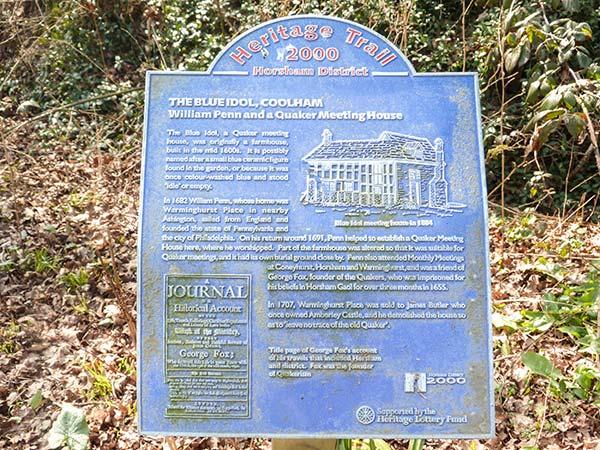 Heritage Trail
2000
Horsham District
THE BLUE IDOL, COOLHAM
William Penn and a Quaker Meeting House
The Blue Idol, a Quaker meeting
house, was originally a farmhouse,
built in the mid 1600s. It is possibly
named after a small blue ceramic figure
found in the garden, or because it was
once colour-washed blue and stood
'idle' or empty.
Blue Idol meeting house in 1884
In 1682 William Penn, whose home was
Warminghurst Place in nearby
Ashington, sailed from England and
founded the state of Pennsylvania and
the city of Philadelphia. On his return around 1691, Penn helped to establish a Quaker Meeting
House here, where he worshipped. Part of the farmhouse was altered so that it was suitable for
Quaker meetings, and it had its own burial ground close by. Penn also attended Monthly Meetings
at Coneyhurst, Horsham and Warminghurst, and was a friend of
George Fox, founder of the Quakers, who was imprisoned for
his beliefs in Horsham Gaol for over three months in 1655.
In 1707, Warminghurst Place was sold to James Butler who
once owned Amberley Castle, and he demolished the house so
as to 'leave no trace of the old Quaker'.
JOURNAL
Historical Account
George Fox;
Title page of George Fox's account
of his travels that included Horsham
and district. Fox was the founder
of Quakerism
Horsham District
2000
Supported by the
Heritage Lottery Fund